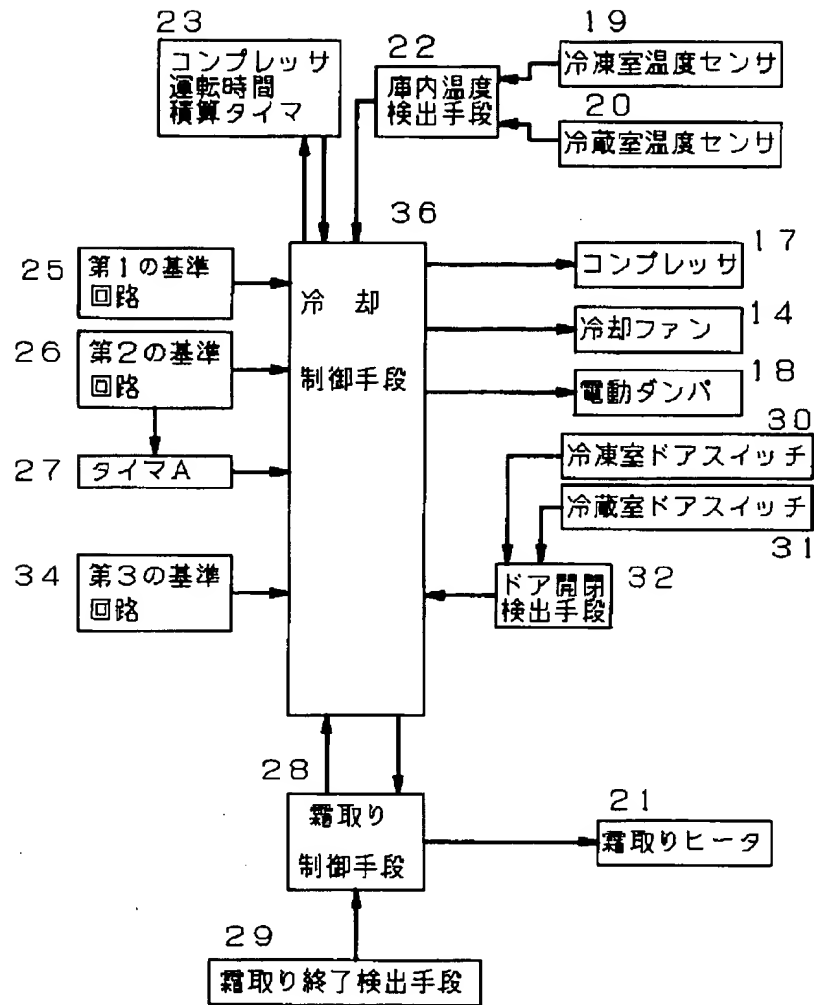 23
コンプレッサ
運転時間
積算タイマ
22
庫内温度
検出手段
19
冷凍室温度センサ
20
冷蔵室温度センサ
36
冷 却
制御手段
25
第1の基準
回路
26
第2の基準
回路
27
タイマA
34
第3の基準
回路
17
コンプレッサ
14
冷却ファン
18
電動ダンパ
30
冷凍室ドアスイッチ
冷蔵室ドアスイッチ
31
32
ドア開閉
検出手段
28
霜取り
制御手段
21
霜取りヒータ
29
霜取り終了検出手段